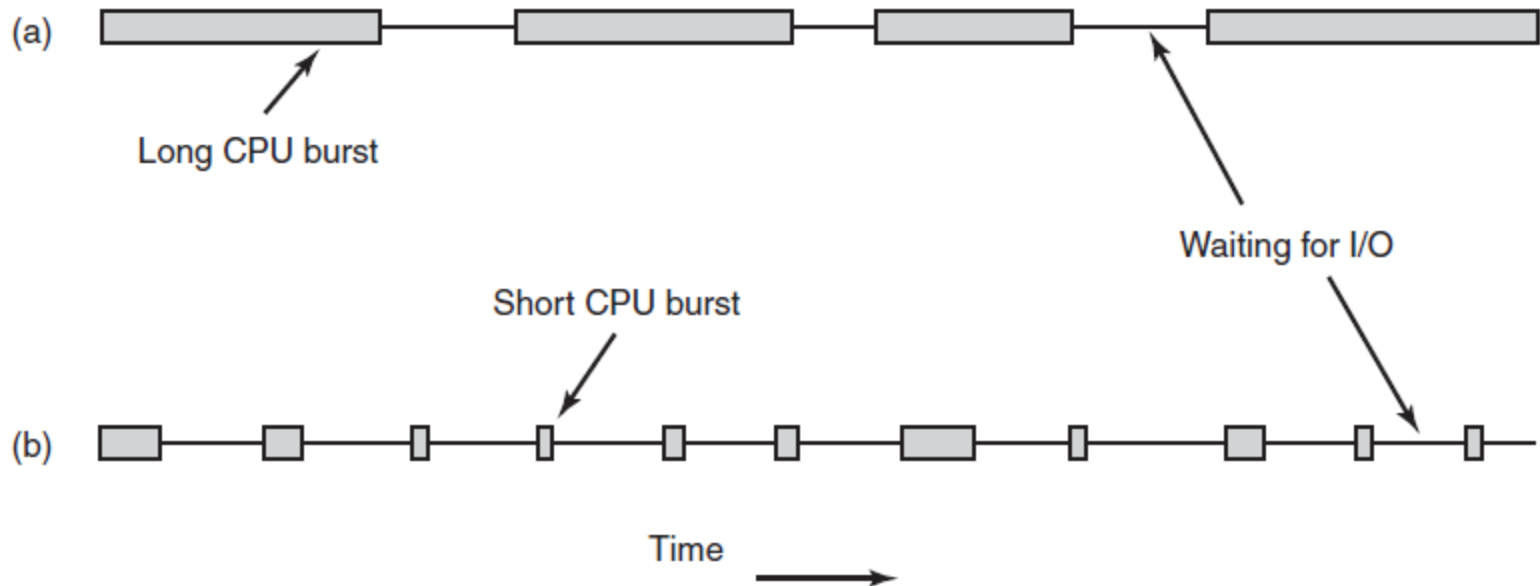 (a)
Long CPU burst
Waiting for I/O
Short CPU burst
(b)
Time